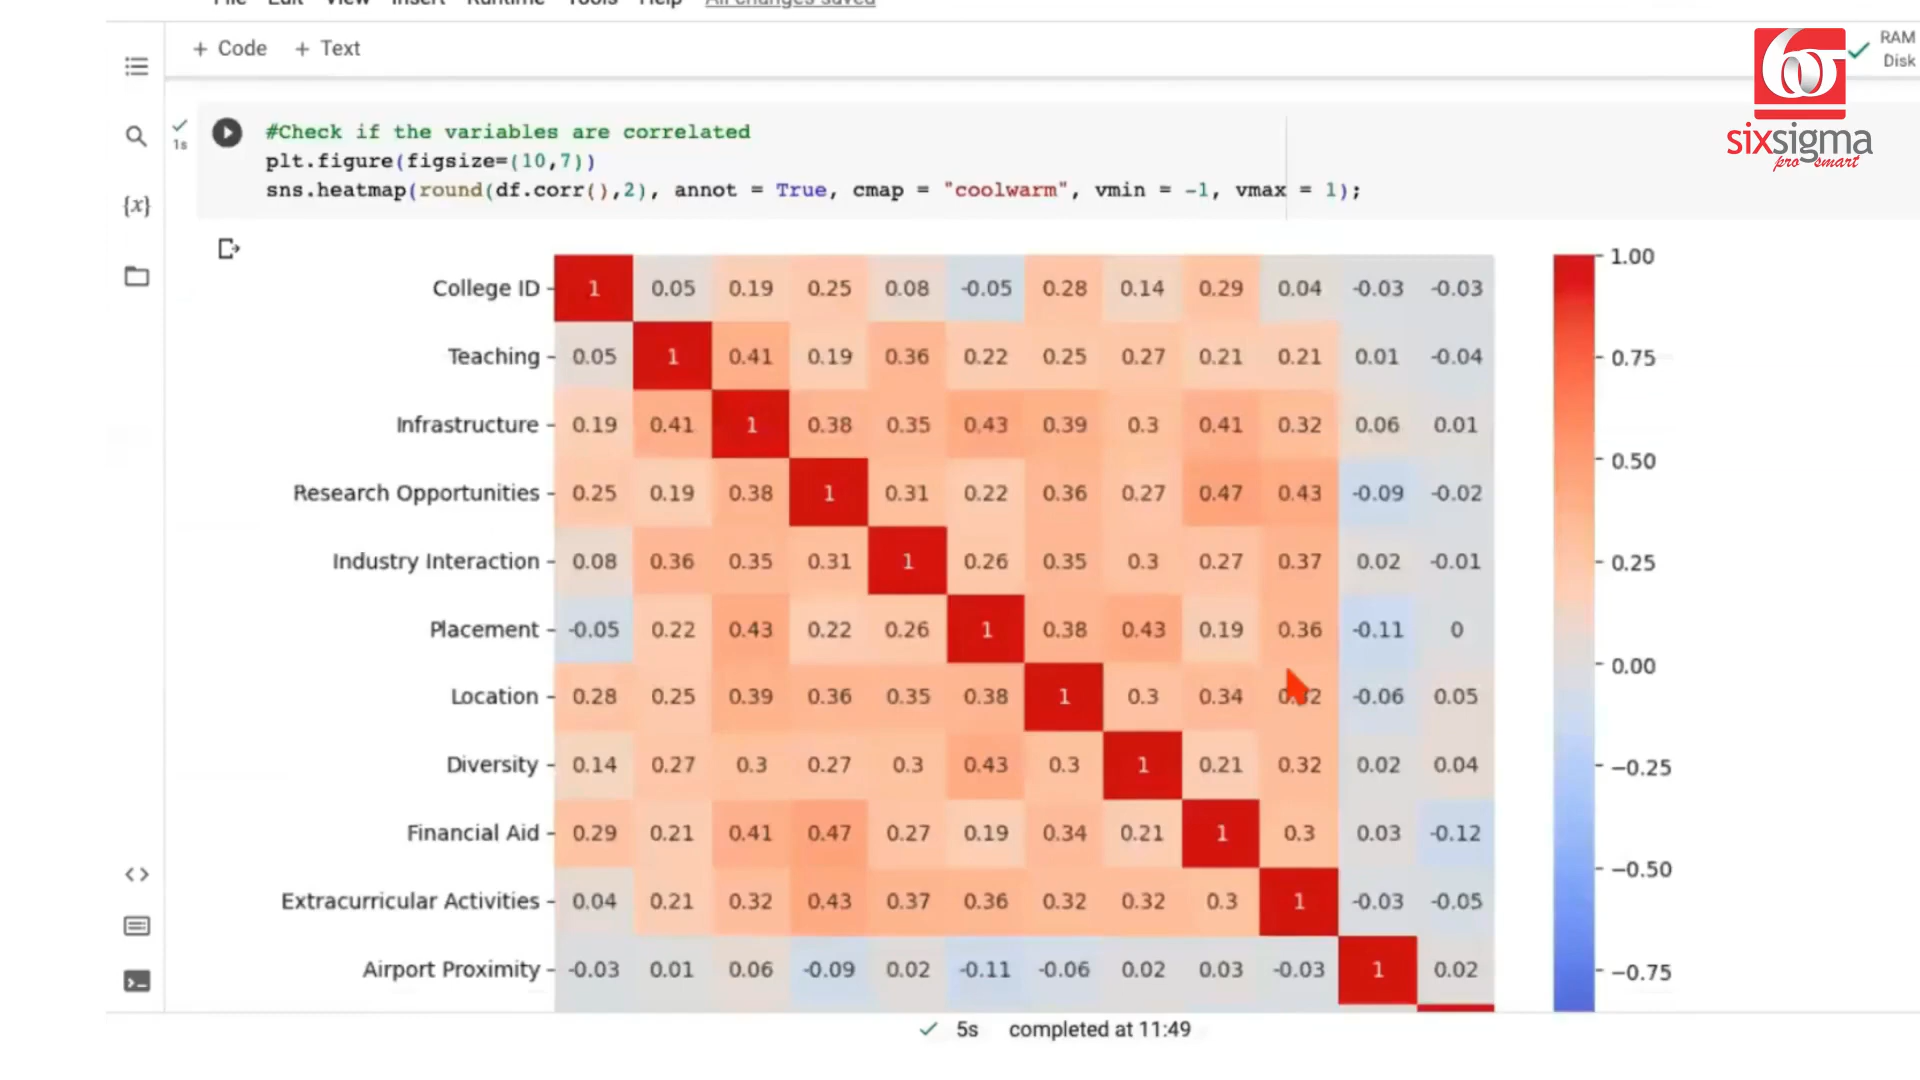 File Edit View Insert Runtime Tools Help All changes saved
+ Code + Text
RAM
Disk
sixsigma
pro smart
1s
#Check if the variables are correlated
plt.figure(figsize=(10,7))
sns.heatmap(round(df.corr(),2), annot = True, cmap = "coolwarm", vmin = -1, vmax = 1);
{x}
College ID 1 0.05 0.19 0.25 0.08 -0.05 0.28 0.14 0.29 0.04 -0.03 -0.03
Teaching 0.05 1 0.41 0.19 0.36 0.22 0.25 0.27 0.21 0.21 0.01 -0.04
Infrastructure 0.19 0.41 1 0.38 0.35 0.43 0.39 0.3 0.41 0.32 0.06 0.01
Research Opportunities 0.25 0.19 0.38 1 0.31 0.22 0.36 0.27 0.47 0.43 -0.09 -0.02
Industry Interaction 0.08 0.36 0.35 0.31 1 0.26 0.35 0.3 0.27 0.37 0.02 -0.01
Placement -0.05 0.22 0.43 0.22 0.26 1 0.38 0.43 0.19 0.36 -0.11 0
Location 0.28 0.25 0.39 0.36 0.35 0.38 1 0.3 0.34 0.32 -0.06 0.05
Diversity 0.14 0.27 0.3 0.27 0.3 0.43 0.3 1 0.21 0.32 0.02 0.04
Financial Aid 0.29 0.21 0.41 0.47 0.27 0.19 0.34 0.21 1 0.3 0.03 -0.12
Extracurricular Activities 0.04 0.21 0.32 0.43 0.37 0.36 0.32 0.32 0.3 1 -0.03 -0.05
Airport Proximity -0.03 0.01 0.06 -0.09 0.02 -0.11 -0.06 0.02 0.03 -0.03 1 0.02
1.00
0.75
0.50
0.25
0.00
−0.25
−0.50
−0.75
5s completed at 11:49